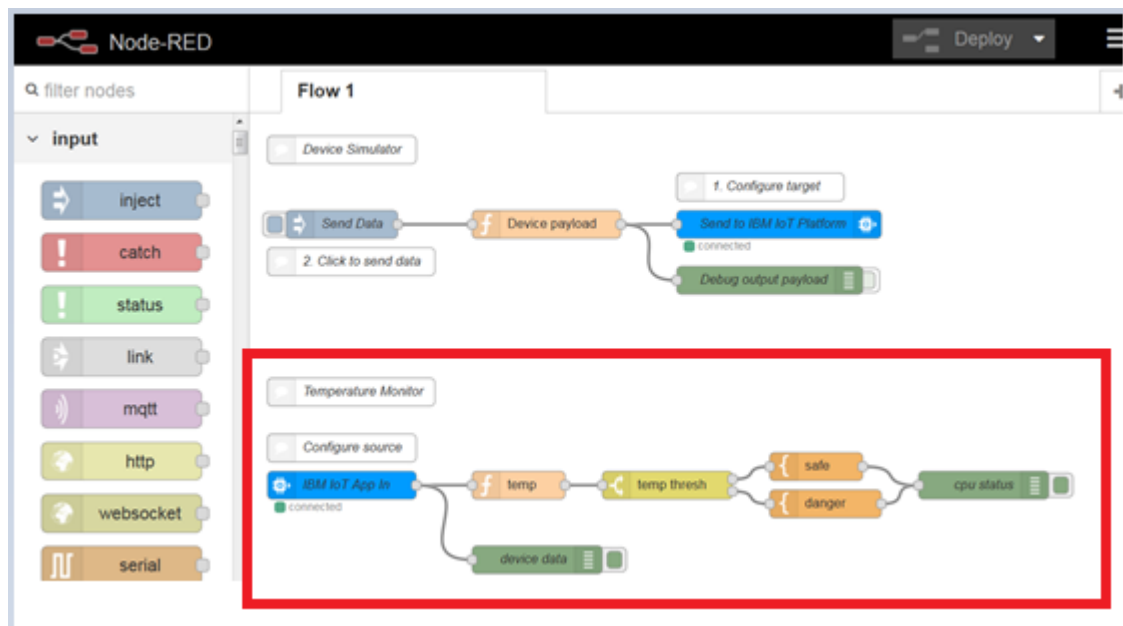 Node-RED
Deploy
filter nodes
Flow 1
input
inject
catch
status
link
mqtt
http
websocket
serial
Device Simulator
1. Configure target
Send Data
Device payload
Send to IBM IoT Platform
connected
2. Click to send data
Debug output payload
Temperature Monitor
Configure source
IBM IoT App In
connected
temp
temp thresh
safe
danger
cpu status
device data